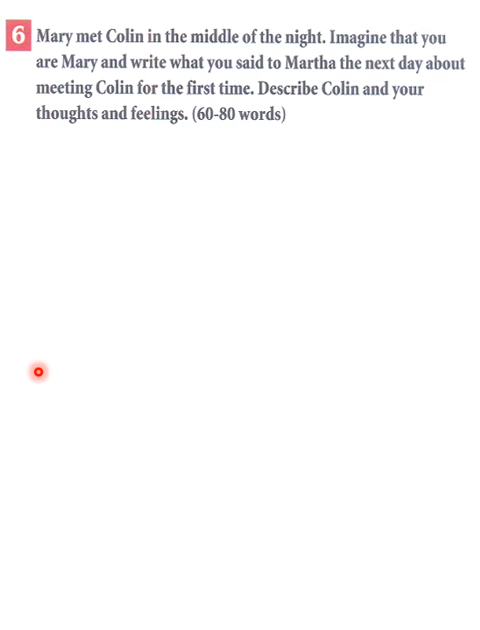 6 Mary met Colin in the middle of the night. Imagine that you
are Mary and write what you said to Martha the next day about
meeting Colin for the first time. Describe Colin and your
thoughts and feelings. (60-80 words)